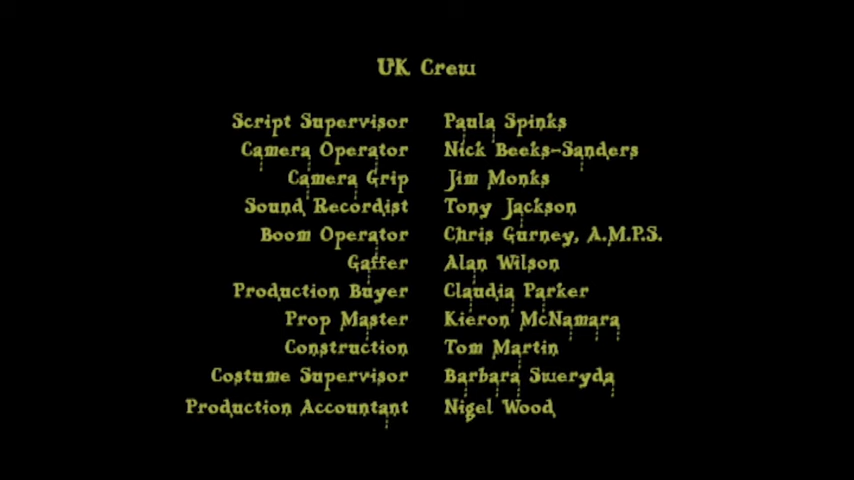 UK Crew
Script Supervisor Paula Spinks
Camera Operator Nick Beeks-Sanders
Camera Grip Jim Monks
Sound Recordist Tony Jackson
Boom Operator Chris Gurney, A.M.P.S.
Gaffer Alan Wilson
Production Buyer Claudia Parker
Prop Master Kieron McNamara
Construction Tom Martin
Costume Supervisor Barbara Sweryda
Production Accountant Nigel Wood